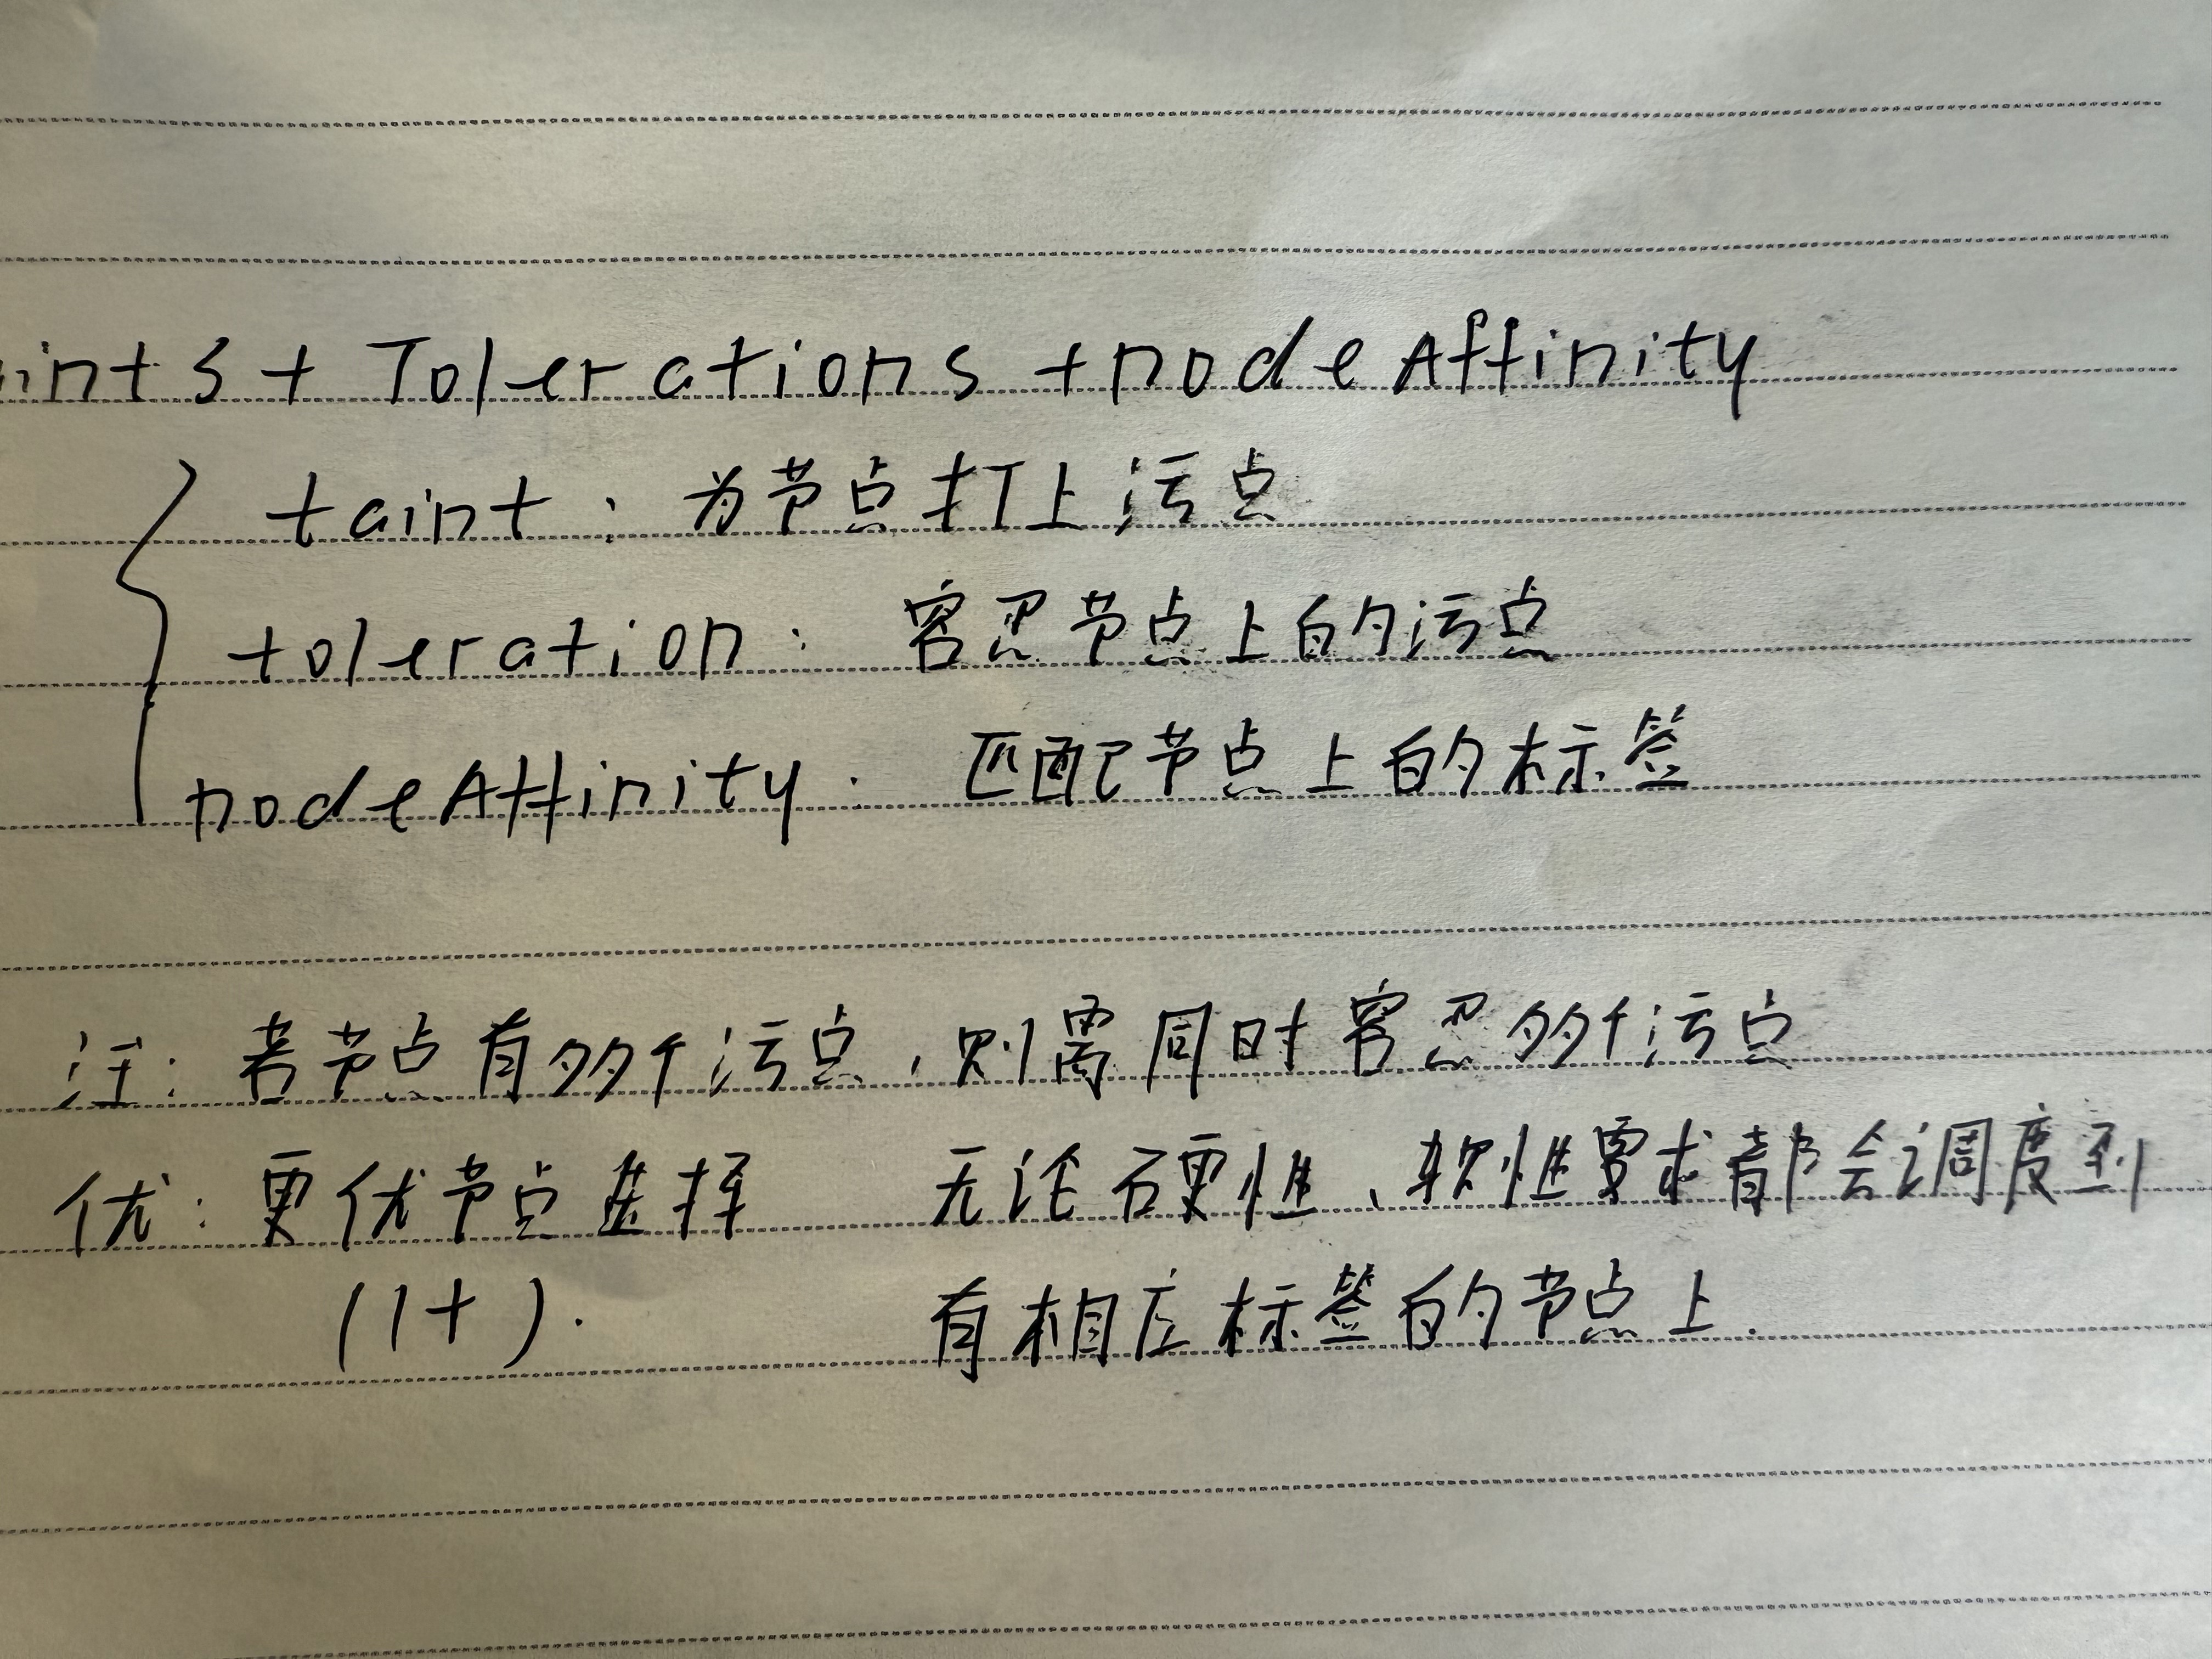 ints + Tolerations + nodeAffinity
taint: 为节点打上污点
toleration: 容忍节点上的污点
nodeAffinity: 匹配节点上的标签
注: 若节点有多个污点,则需同时容忍多个污点
优: 更优节点选择 无论硬性、软性要求都会调度到
(1+). 有相应标签的节点上.